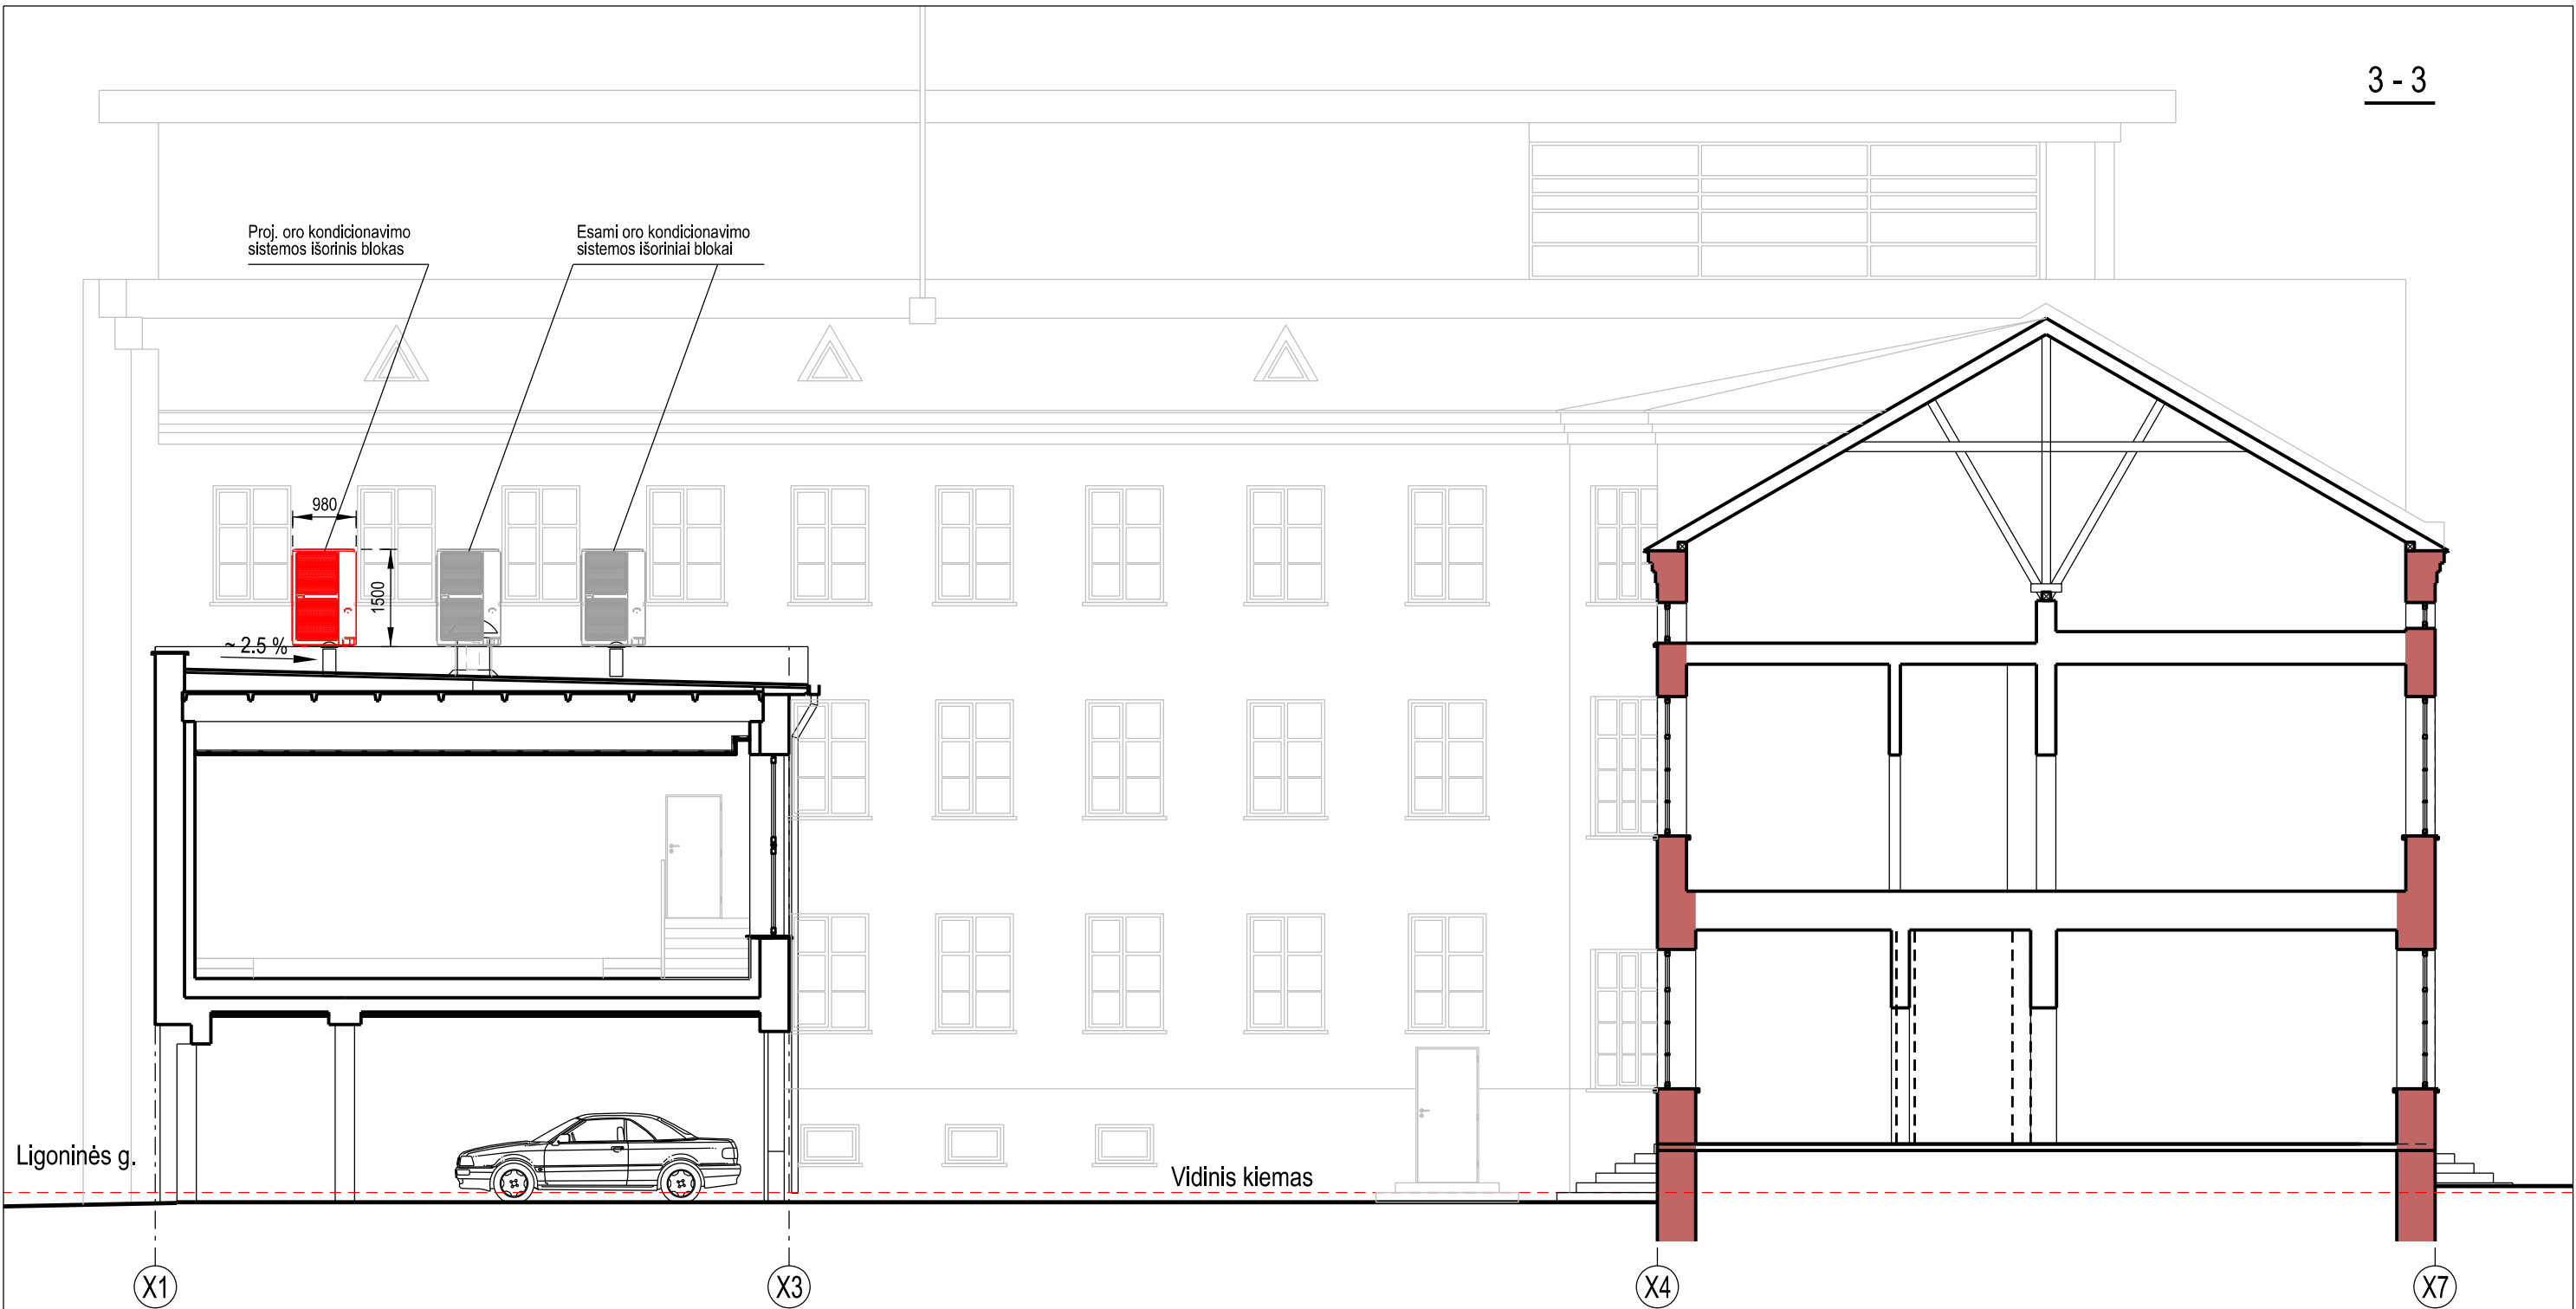 3 - 3
Proj. oro kondicionavimo
sistemos išorinis blokas
Esami oro kondicionavimo
sistemos išoriniai blokai
980
1500
~ 2.5 %
Ligoninės g.
Vidinis kiemas
X1
X3
X4
X7